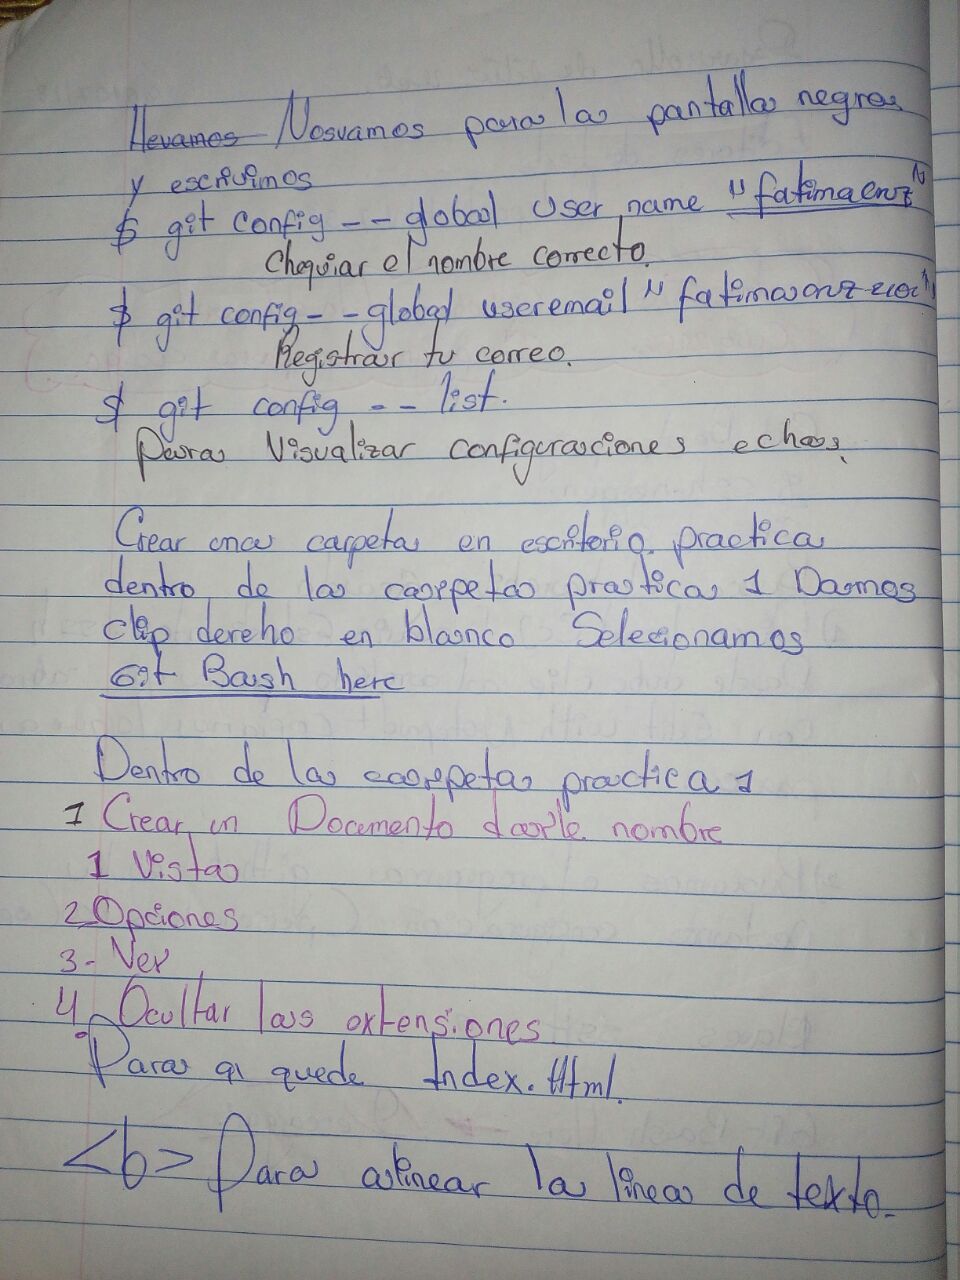 Llevamos Nosvamos para la pantalla negra
y escrivimos
$ git config -- global User name "fatimacruz"
Chequiar el nombre correcto.
$ git config -- global useremail "fatimacruz
Registrar tu correo.
$ git config -- list.
Para Visualizar configuraciones echas.
Crear una carpeta en escritorio. practica
dentro de la carpeta practica 1 Damos
clip dereho en blanco Selecionamos
Git Bash here
Dentro de la carpeta practica 1
1 Crear un Documento darle nombre
1 Vista
2 Opciones
3- Ver
4. Ocultar las extensiones
Para q quede Index.Html.
<b> Para alinear la linea de texto.